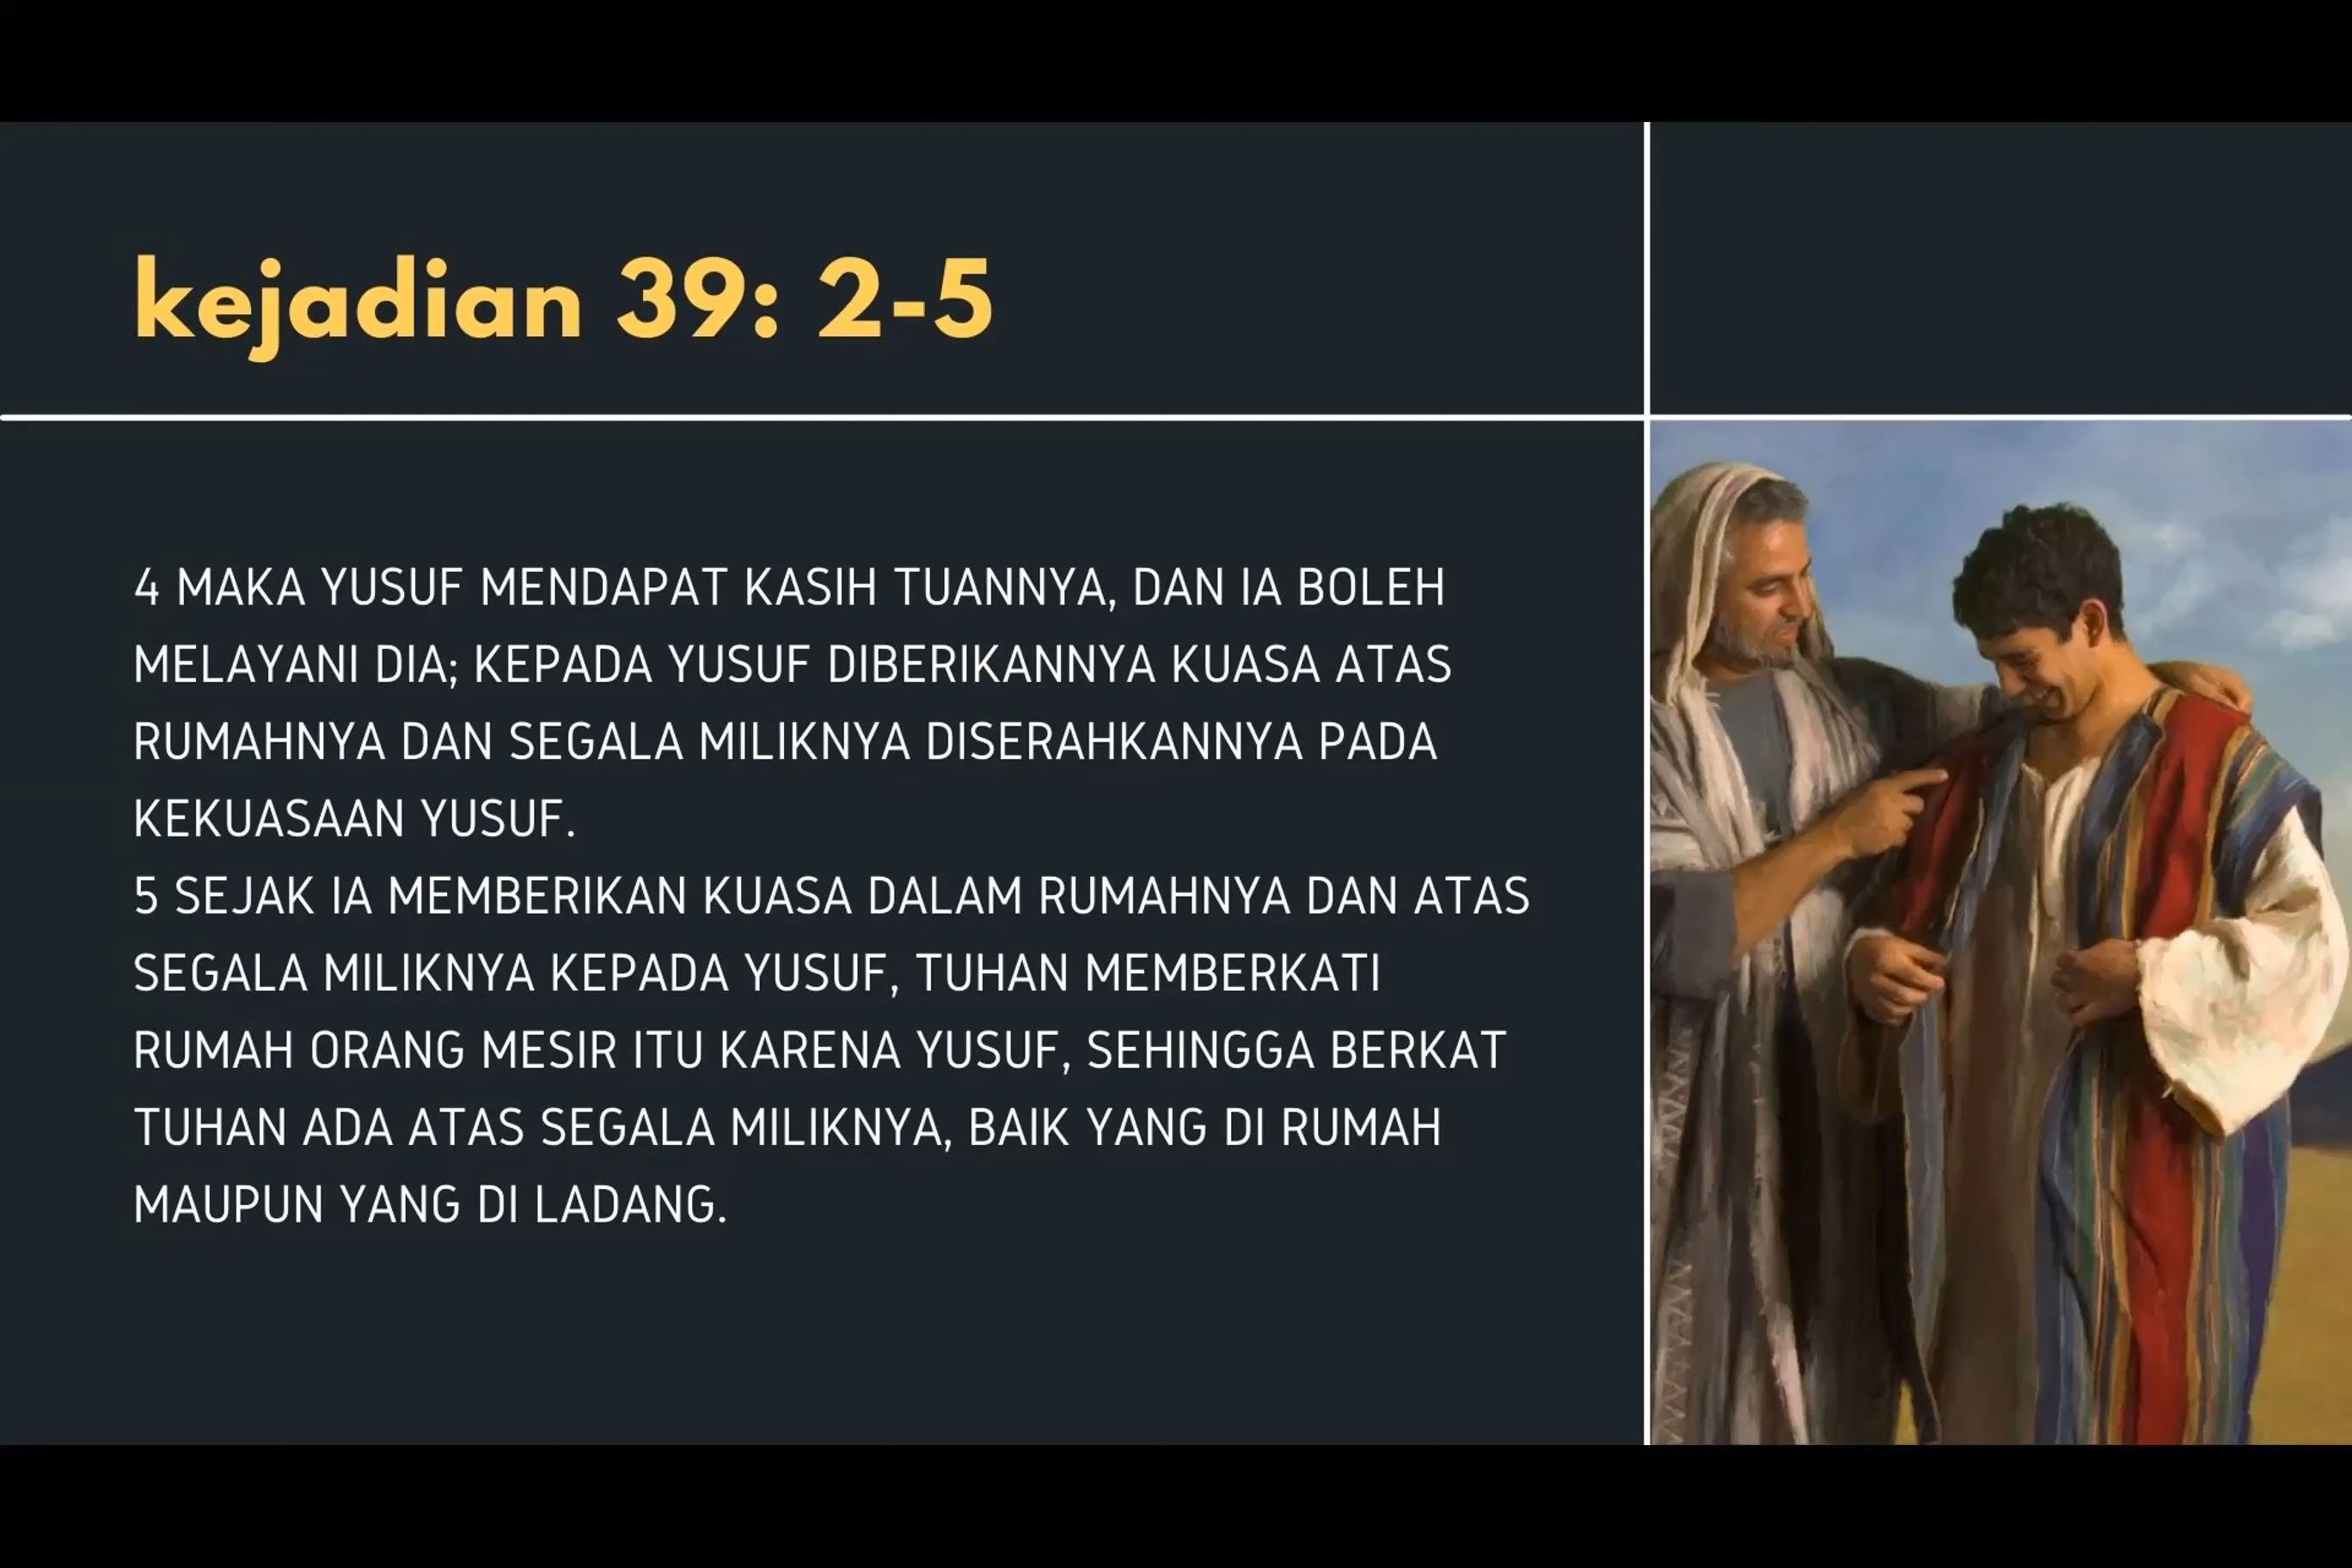 kejadian 39: 2-5
4 MAKA YUSUF MENDAPAT KASIH TUANNYA, DAN IA BOLEH
MELAYANI DIA; KEPADA YUSUF DIBERIKANNYA KUASA ATAS
RUMAHNYA DAN SEGALA MILIKNYA DISERAHKANNYA PADA
KEKUASAAN YUSUF.
5 SEJAK IA MEMBERIKAN KUASA DALAM RUMAHNYA DAN ATAS
SEGALA MILIKNYA KEPADA YUSUF, TUHAN MEMBERKATI
RUMAH ORANG MESIR ITU KARENA YUSUF, SEHINGGA BERKAT
TUHAN ADA ATAS SEGALA MILIKNYA, BAIK YANG DI RUMAH
MAUPUN YANG DI LADANG.